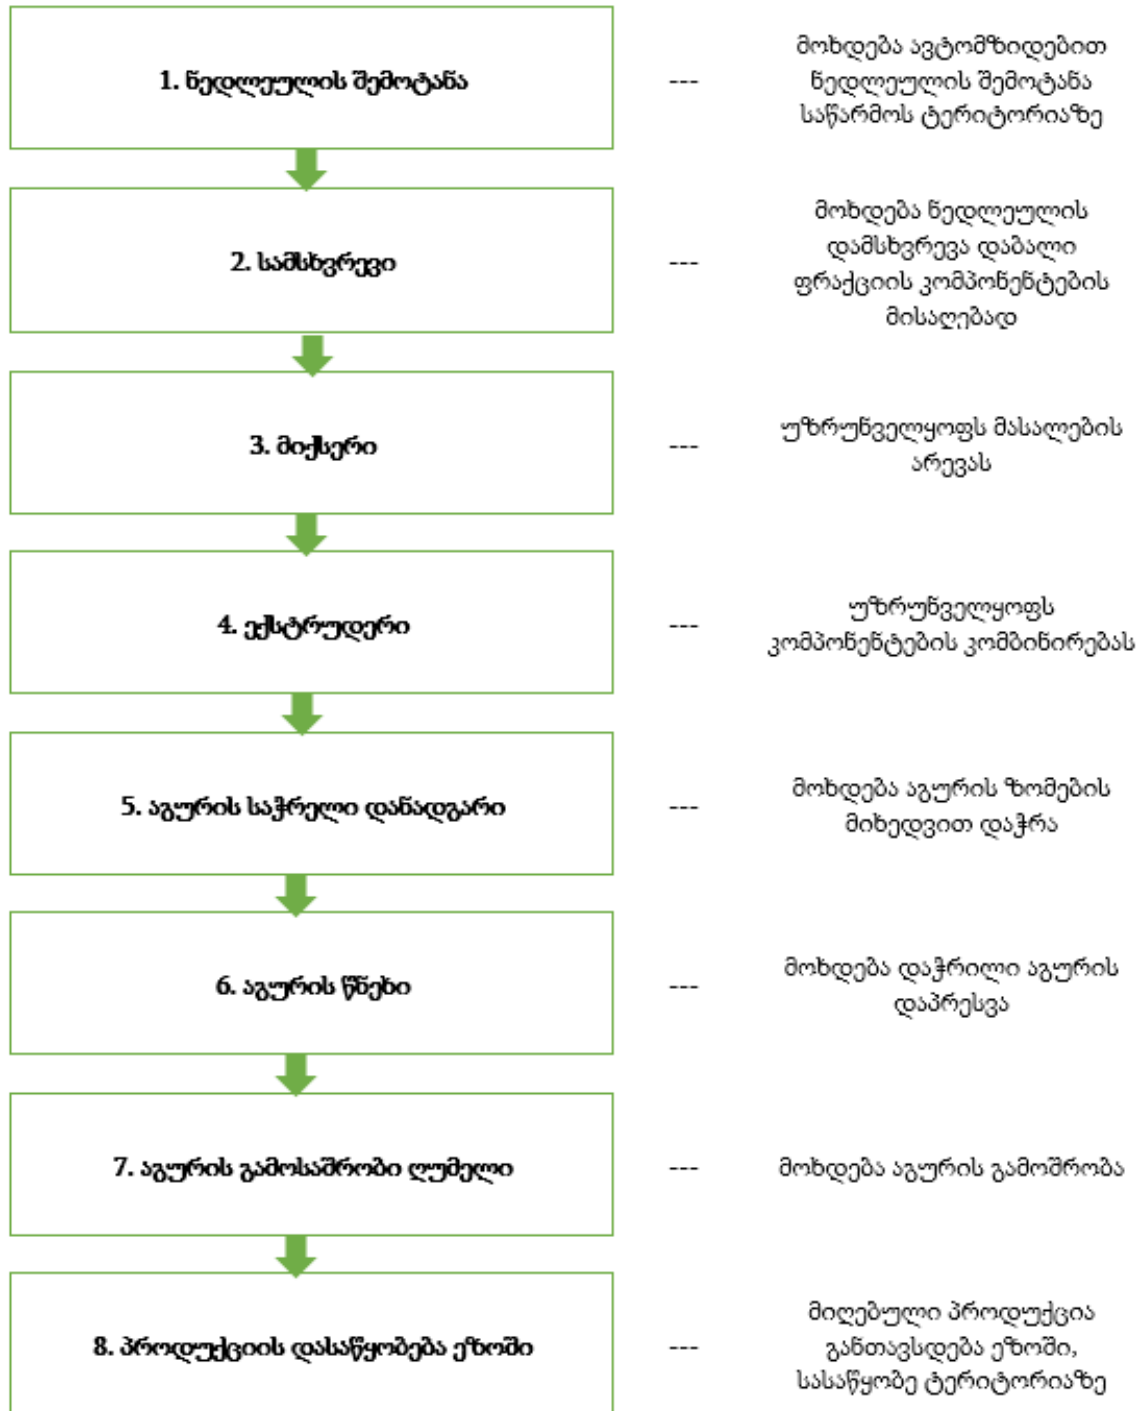 1. ნედლეულის შემოტანა
---
მოხდება ავტომზიდებით
ნედლეულის შემოტანა
საწარმოს ტერიტორიაზე
2. სამსხვრევი
---
მოხდება ნედლეულის
დამსხვრევა დაბალი
ფრაქციის კომპონენტების
მისაღებად
3. მიქსერი
---
უზრუნველყოფს მასალების
არევას
4. ექსტრუდერი
---
უზრუნველყოფს
კომპონენტების კომბინირებას
5. აგურის საჭრელი დანადგარი
---
მოხდება აგურის ზომების
მიხედვით დაჭრა
6. აგურის წნეხი
---
მოხდება დაჭრილი აგურის
დაპრესვა
7. აგურის გამოსაშრობი ღუმელი
---
მოხდება აგურის გამოშრობა
8. პროდუქციის დასაწყობება ეზოში
---
მიღებული პროდუქცია
განთავსდება ეზოში,
სასაწყობე ტერიტორიაზე